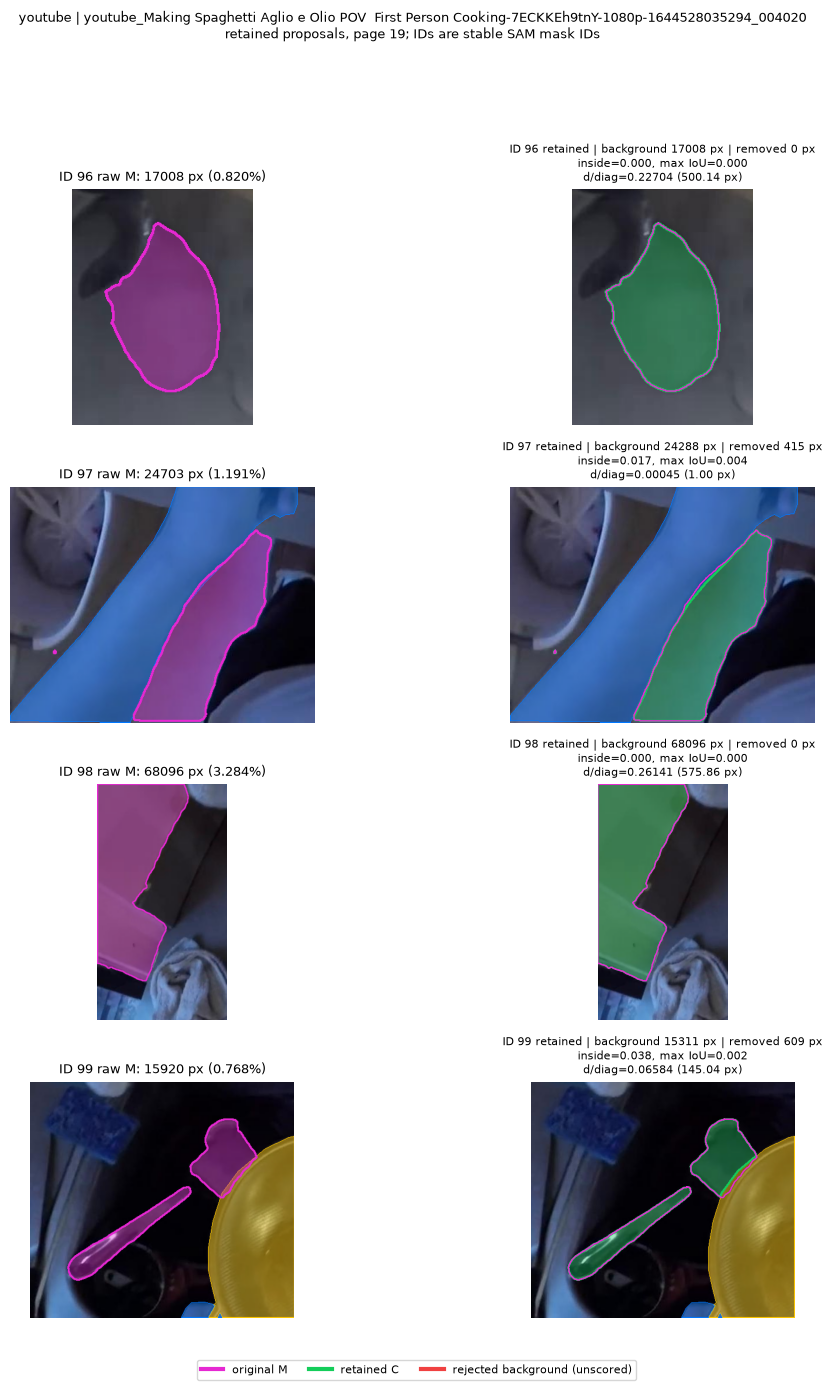 youtube | youtube_Making Spaghetti Aglio e Olio POV  First Person Cooking-7ECKKEh9tnY-1080p-1644528035294_004020
retained proposals, page 19; IDs are stable SAM mask IDs
ID 96 raw M: 17008 px (0.820%)
ID 96 retained | background 17008 px | removed 0 px
inside=0.000, max IoU=0.000
d/diag=0.22704 (500.14 px)
ID 97 raw M: 24703 px (1.191%)
ID 97 retained | background 24288 px | removed 415 px
inside=0.017, max IoU=0.004
d/diag=0.00045 (1.00 px)
ID 98 raw M: 68096 px (3.284%)
ID 98 retained | background 68096 px | removed 0 px
inside=0.000, max IoU=0.000
d/diag=0.26141 (575.86 px)
ID 99 raw M: 15920 px (0.768%)
ID 99 retained | background 15311 px | removed 609 px
inside=0.038, max IoU=0.002
d/diag=0.06584 (145.04 px)
original M
retained C
rejected background (unscored)